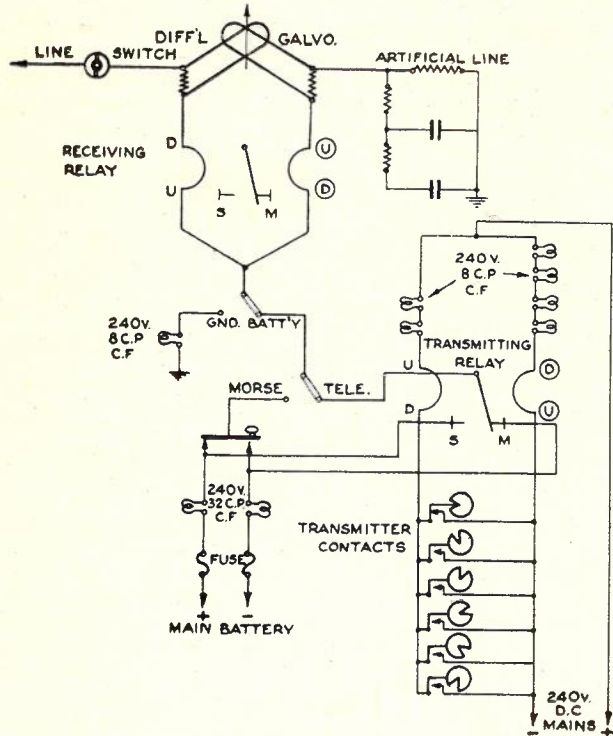 DIFF'L GALVO.
LINE SWITCH
ARTIFICIAL LINE
RECEIVING
RELAY
D
U
U
D
S M
240 V.
8 C.P
C.F
GND. BATT'Y
240V.
8 C.P
C.F
TRANSMITTING
RELAY
MORSE
TELE.
U
D
D
U
S M
240V.
32 C.P
C.F
FUSE
TRANSMITTER
CONTACTS
+ -
MAIN BATTERY
240V.
D.C
- MAINS +